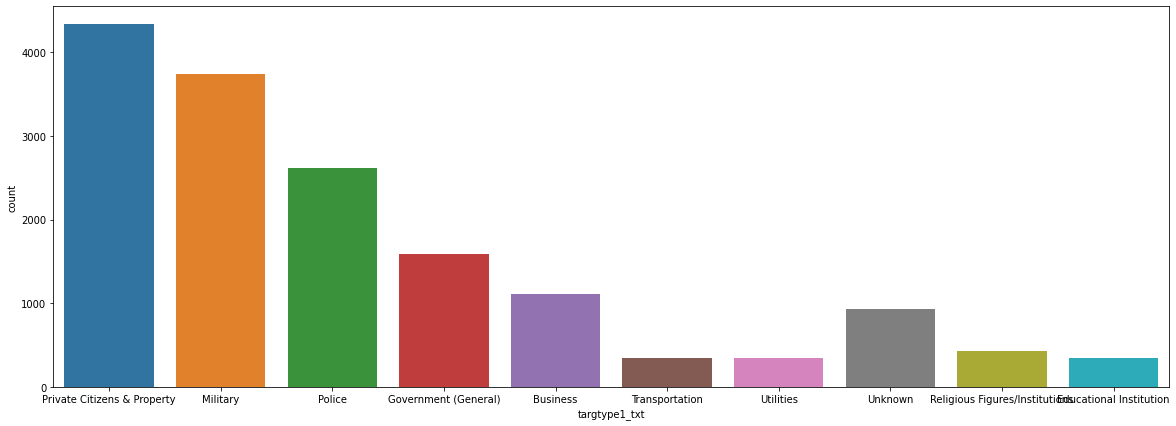 4000
3000
2000
1000
0
count
Private Citizens & Property Military Police Government (General) Business Transportation Utilities Unknown Religious Figures/Institutions Educational Institution
targtype1_txt